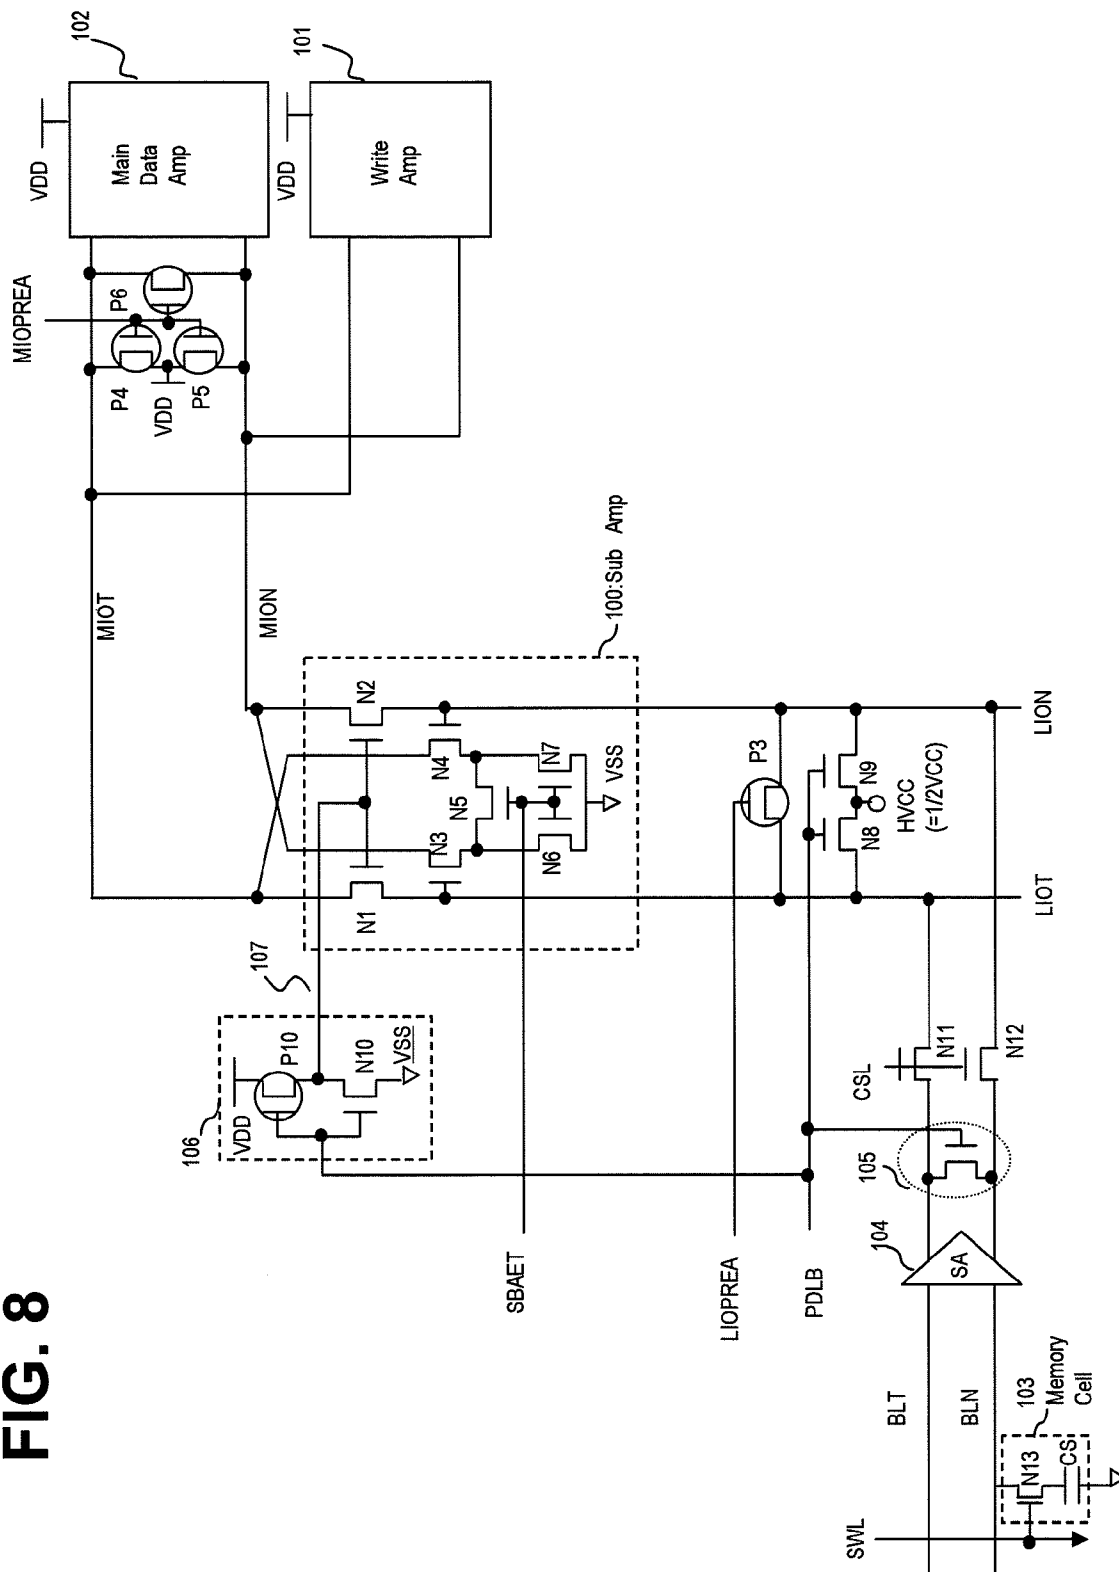 FIG. 8
102
VDD
Main
Data
Amp
101
VDD
Write
Amp
MIOPREA
P6
P4
VDD
P5
MIOT
MION
100:Sub Amp
N2
N1
N4
N3
N5
N7
N6
VSS
107
106
VDD
P10
N10
VSS
SBAET
LIOPREA
PDLB
P3
N9
N8
HVCC
(=1/2VCC)
LION
LIOT
CSL
N11
N12
105
104
SA
BLT
BLN
103
Memory
Cell
N13
CS
SWL